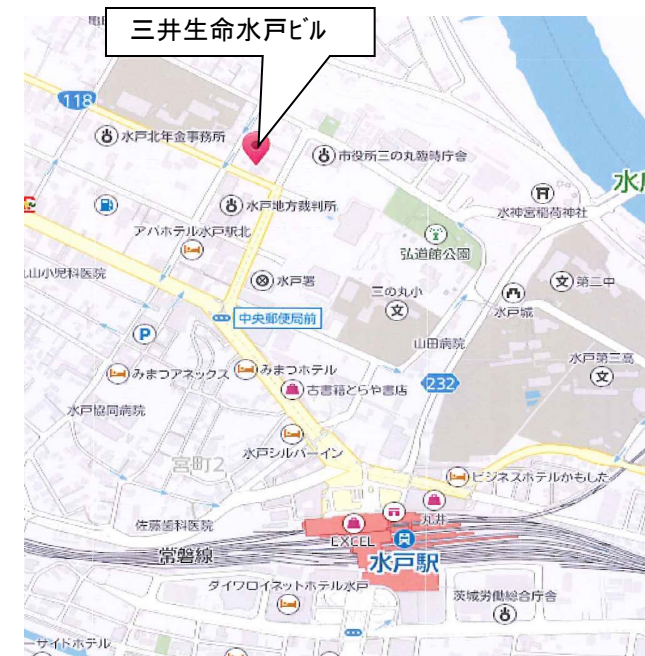 三井生命水戸ビル
118
水戸北年金事務所
市役所三の丸臨時庁舎
水
水戸地方裁判所
水神宮稲荷神社
アパホテル水戸駅北
弘道館公園
山小児科医院
水戸署
三の丸小
第二中
水戸城
中央郵便局前
P
山田病院
水戸第三高
みまつアネックス
みまつホテル
232
古書籍とらや書店
水戸協同病院
水戸シルバーイン
宮町2
ビジネスホテルかもした
丸井
佐藤歯科医院
EXCEL
常磐線
水戸駅
ダイワロイネットホテル水戸
茨城労働総合庁舎
ーサイドホテル